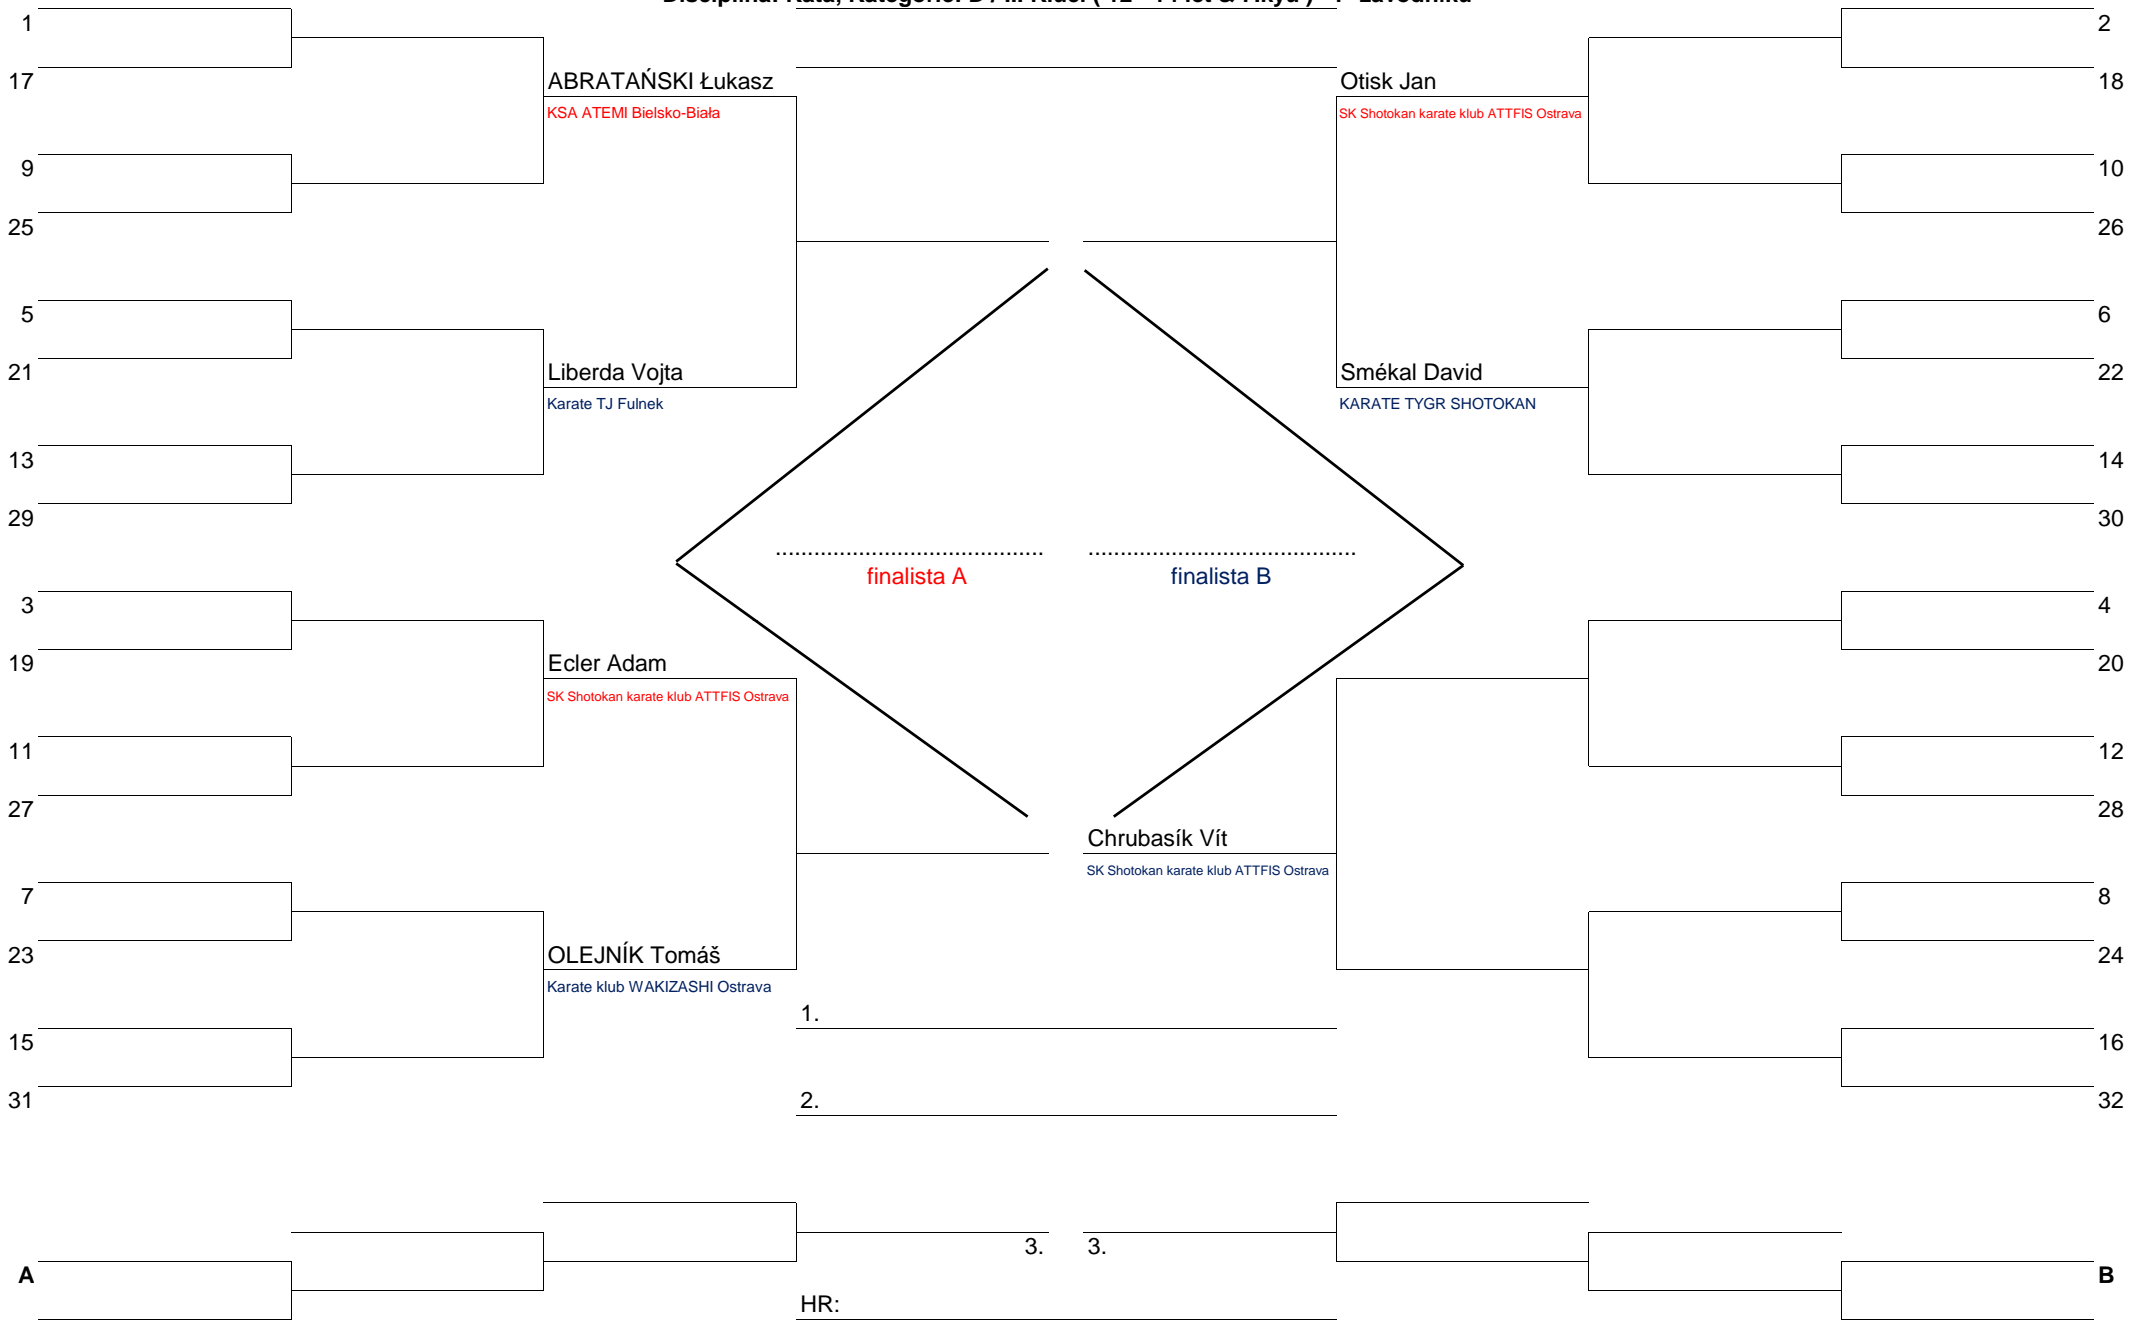 1
2
17
ABRATAŃSKI Łukasz
Otisk Jan
18
KSA ATEMI Bielsko-Biała
SK Shotokan karate klub ATTFIS Ostrava
9
10
25
26
5
6
21
Liberda Vojta
Smékal David
22
Karate TJ Fulnek
KARATE TYGR SHOTOKAN
13
14
29
30
finalista A
finalista B
3
4
19
Ecler Adam
20
SK Shotokan karate klub ATTFIS Ostrava
11
12
27
28
Chrubasík Vít
SK Shotokan karate klub ATTFIS Ostrava
7
8
23
OLEJNÍK Tomáš
24
Karate klub WAKIZASHI Ostrava
1.
15
16
31
2.
32
3.
3.
A
B
HR: